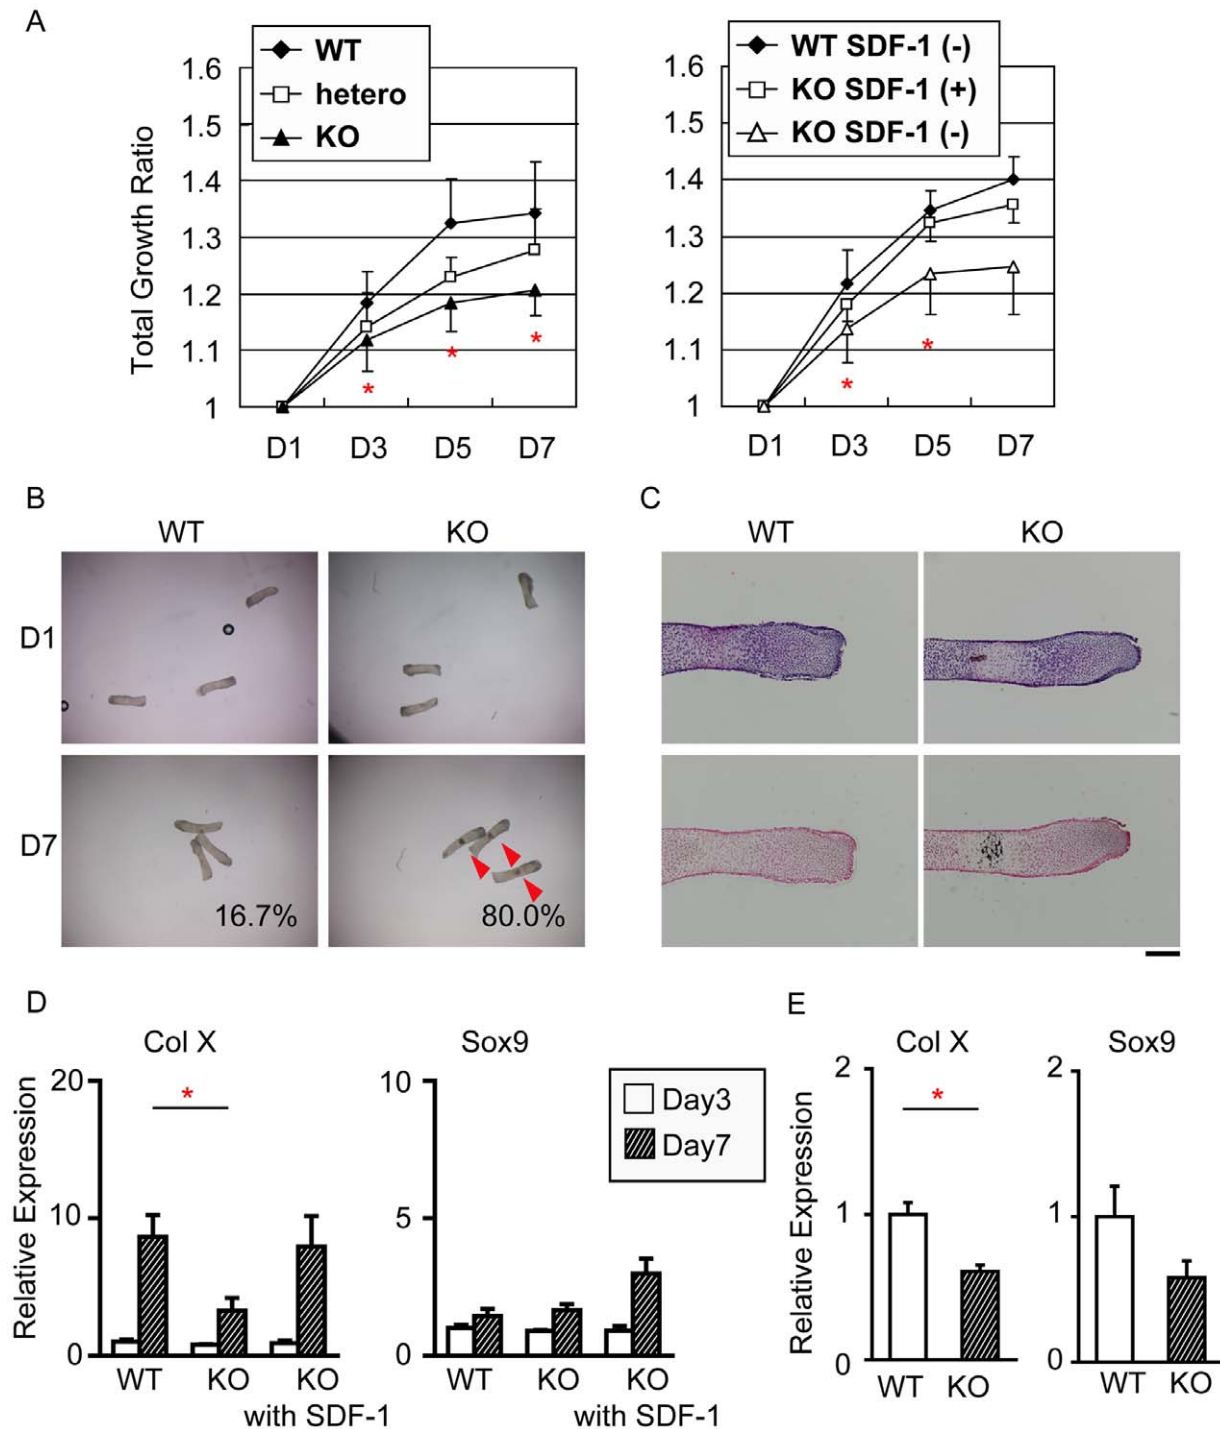 A
WT
hetero
KO
Total Growth Ratio
1.6
1.5
1.4
1.3
1.2
1.1
1
D1 D3 D5 D7
* * *
WT SDF-1 (-)
KO SDF-1 (+)
KO SDF-1 (-)
1.6
1.5
1.4
1.3
1.2
1.1
1
D1 D3 D5 D7
* *
B
WT KO
D1
D7
16.7% 80.0%
C
WT KO
D
Col X
Relative Expression
20
10
0
*
WT KO KO
with SDF-1
Sox9
10
5
0
WT KO KO
with SDF-1
Day3
Day7
E
Col X
Relative Expression
2
1
0
*
WT KO
Sox9
2
1
0
WT KO